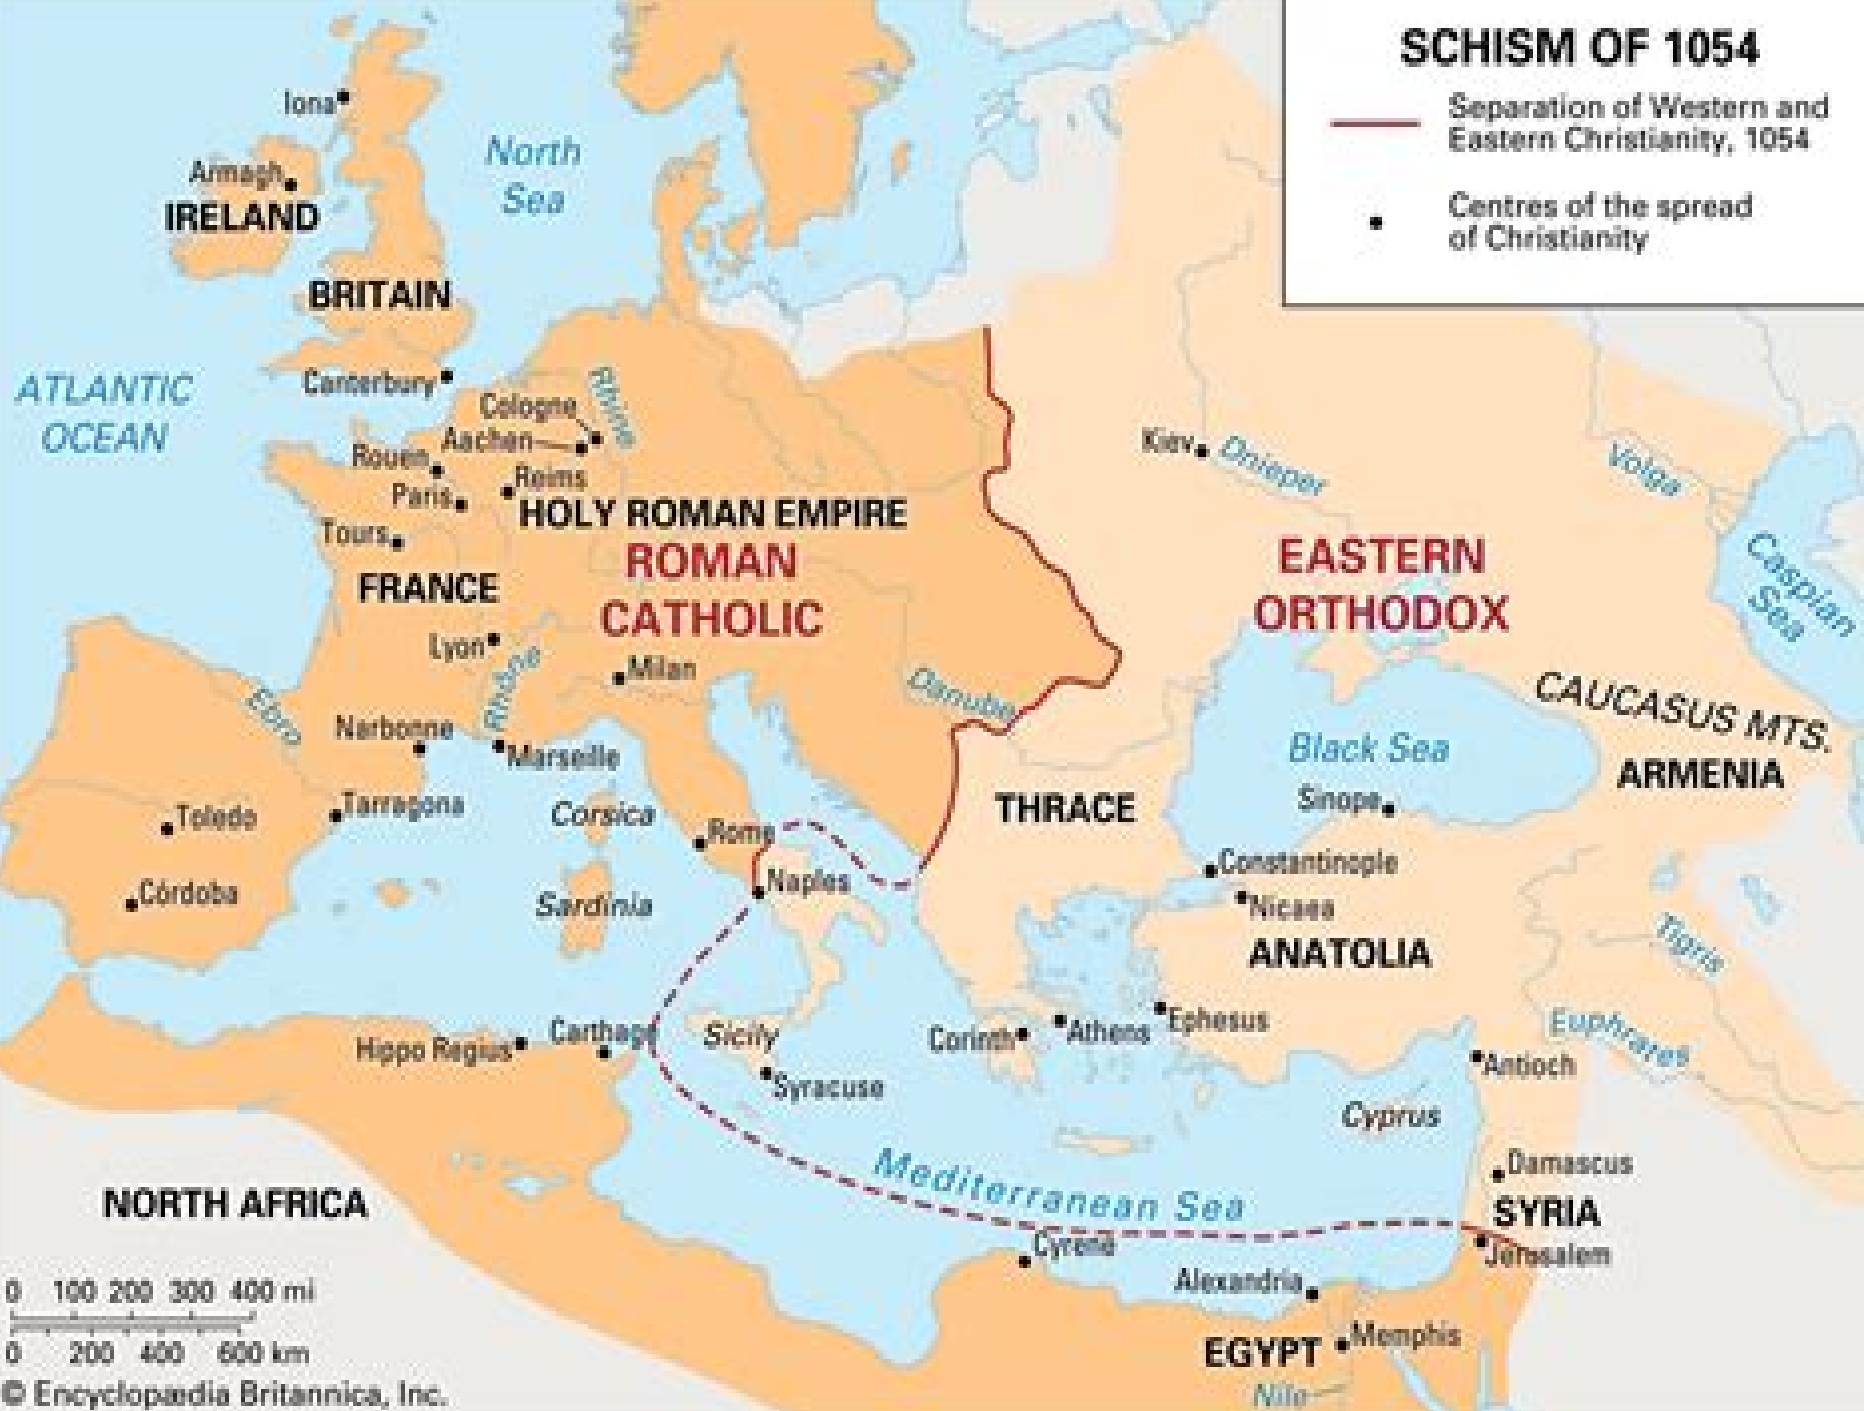 SCHISM OF 1054
Separation of Western and
Eastern Christianity, 1054
Centres of the spread
of Christianity
Iona
North
Sea
Armagh
IRELAND
BRITAIN
ATLANTIC
OCEAN
Canterbury
Rhine
Cologne
Aachen
Rouen
Reims
Paris
HOLY ROMAN EMPIRE
Tours
ROMAN
CATHOLIC
FRANCE
Lyon
Rhône
Milan
Kiev
Dnieper
Volga
EASTERN
ORTHODOX
Caspian
Sea
Danube
CAUCASUS MTS.
Ebro
Narbonne
Marseille
Black Sea
ARMENIA
Toledo
Tarragona
Corsica
Rome
THRACE
Sinope
Córdoba
Sardinia
Naples
Constantinople
Nicaea
ANATOLIA
Tigris
Hippo Regius
Carthage
Sicily
Syracuse
Corinth
Athens
Ephesus
Euphrates
Antioch
Cyprus
Mediterranean Sea
Damascus
SYRIA
Jerusalem
NORTH AFRICA
Cyrene
Alexandria
EGYPT
Memphis
Nile
0 100 200 300 400 mi
0 200 400 600 km
© Encyclopædia Britannica, Inc.